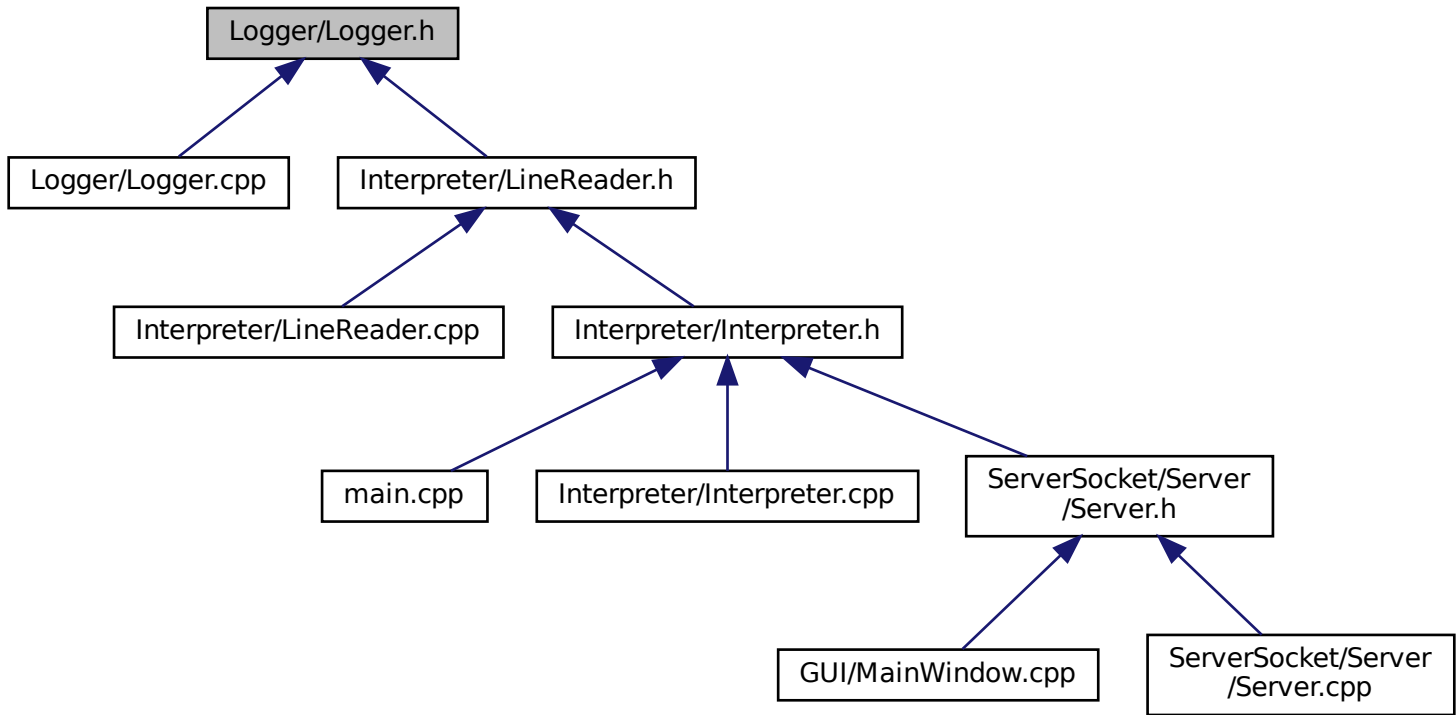 Logger/Logger.h
Logger/Logger.cpp
Interpreter/LineReader.h
Interpreter/LineReader.cpp
Interpreter/Interpreter.h
main.cpp
Interpreter/Interpreter.cpp
ServerSocket/Server
/Server.h
GUI/MainWindow.cpp
ServerSocket/Server
/Server.cpp